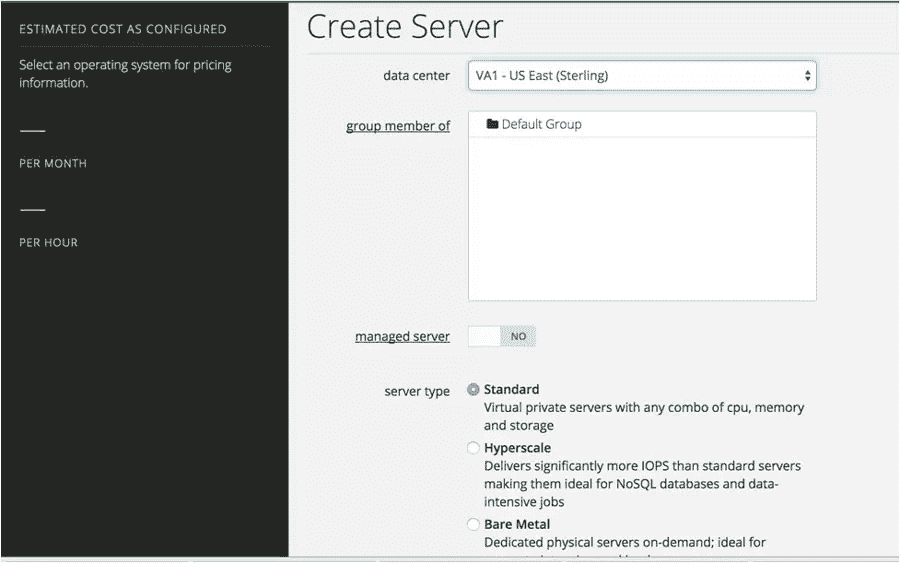 ESTIMATED COST AS CONFIGURED
Select an operating system for pricing
information.
PER MONTH
PER HOUR
Create Server
data center
VA1 - US East (Sterling)
group member of
Default Group
managed server
NO
server type
Standard
Virtual private servers with any combo of cpu, memory
and storage
Hyperscale
Delivers significantly more IOPS than standard servers
making them ideal for NoSQL databases and data-
intensive jobs
Bare Metal
Dedicated physical servers on-demand; ideal for